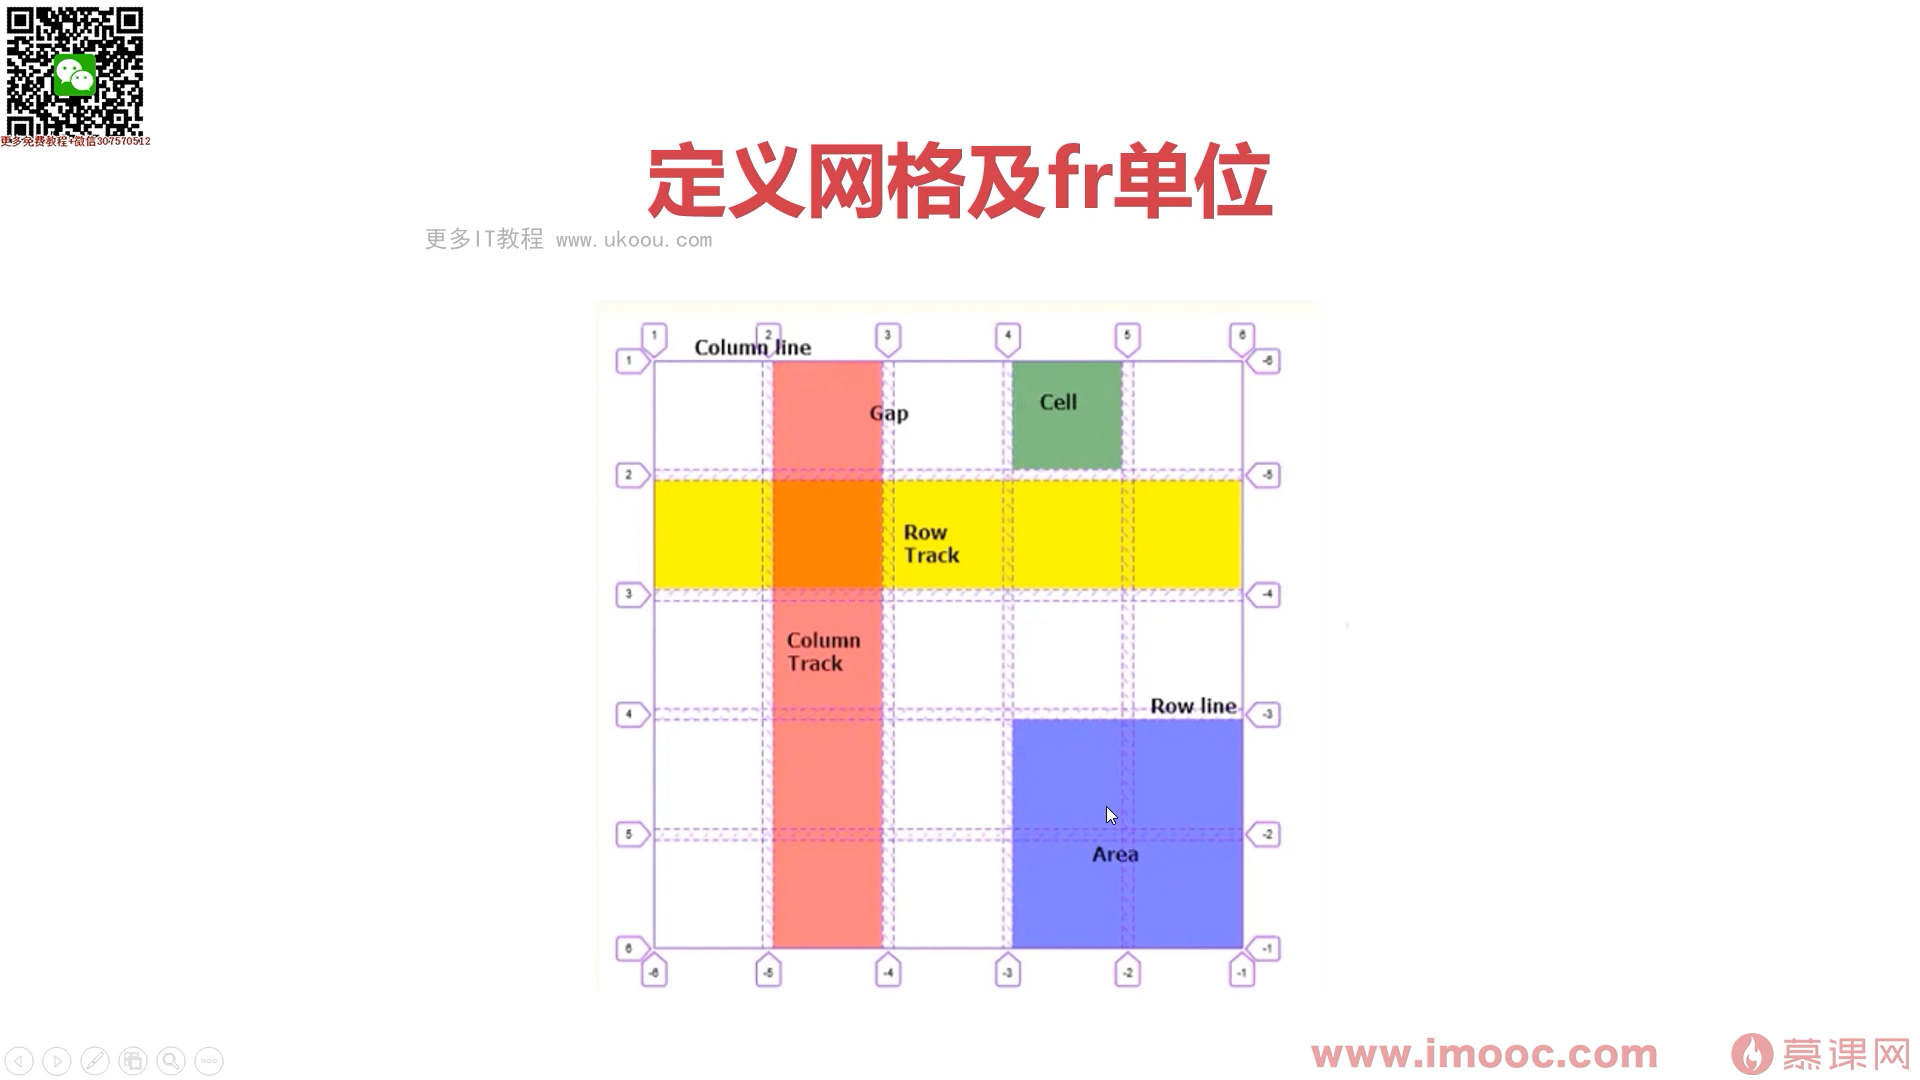 更多免费教程+微信307570512
定义网格及fr单位
更多IT教程 www.ukoou.com
1 2 3 4 5 6
Column line
1 -6
Cell
Gap
2 -5
Row
Track
3 -4
Column
Track
Row line
4 -3
5 -2
Area
6 -1
-6 -5 -4 -3 -2 -1
www.imooc.com 慕课网